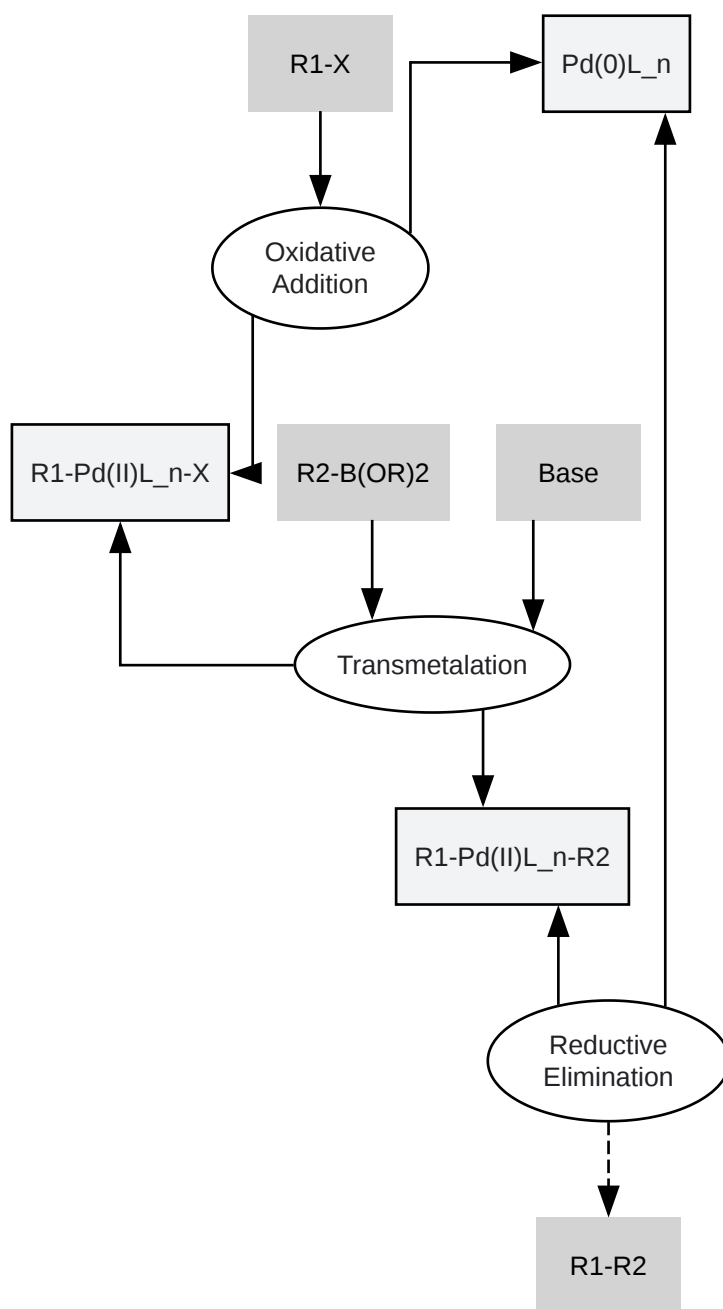 R1-X
Pd(0)L_n
Oxidative
Addition
R1-Pd(II)L_n-X
R2-B(OR)2
Base
Transmetalation
R1-Pd(II)L_n-R2
Reductive
Elimination
R1-R2